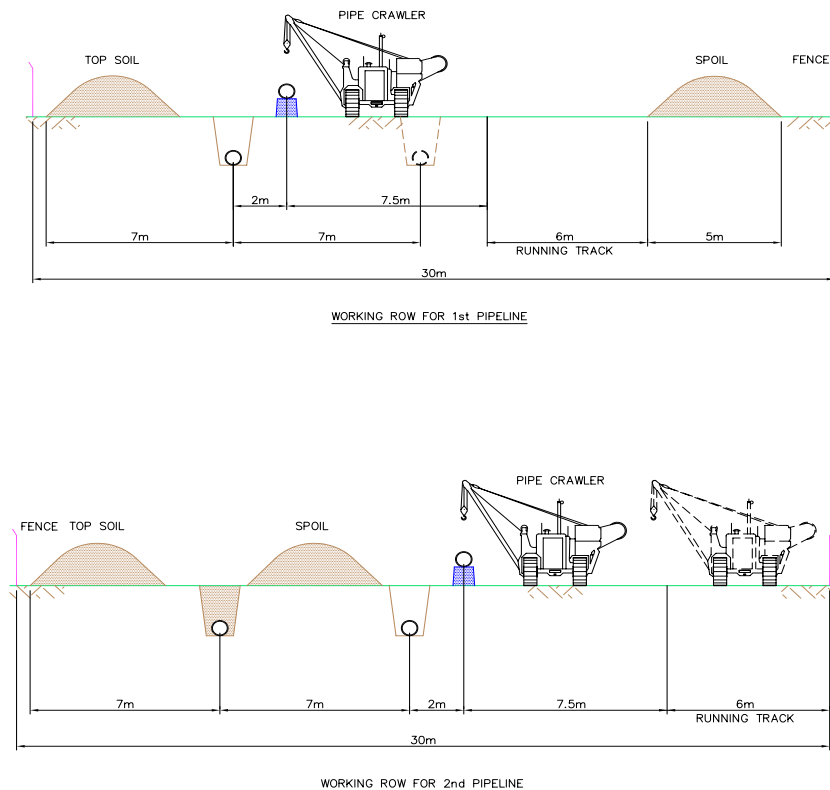 PIPE CRAWLER
TOP SOIL
SPOIL
FENCE
2m
7.5m
7m
7m
6m
5m
RUNNING TRACK
30m
WORKING ROW FOR 1st PIPELINE
PIPE CRAWLER
FENCE TOP SOIL
SPOIL
7m
7m
2m
7.5m
6m
RUNNING TRACK
30m
WORKING ROW FOR 2nd PIPELINE